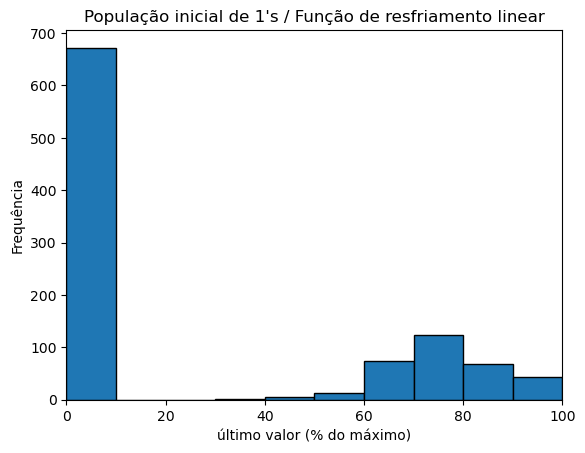 População inicial de 1's / Função de resfriamento linear
700
600
500
400
300
200
100
0
Frequência
0 20 40 60 80 100
último valor (% do máximo)